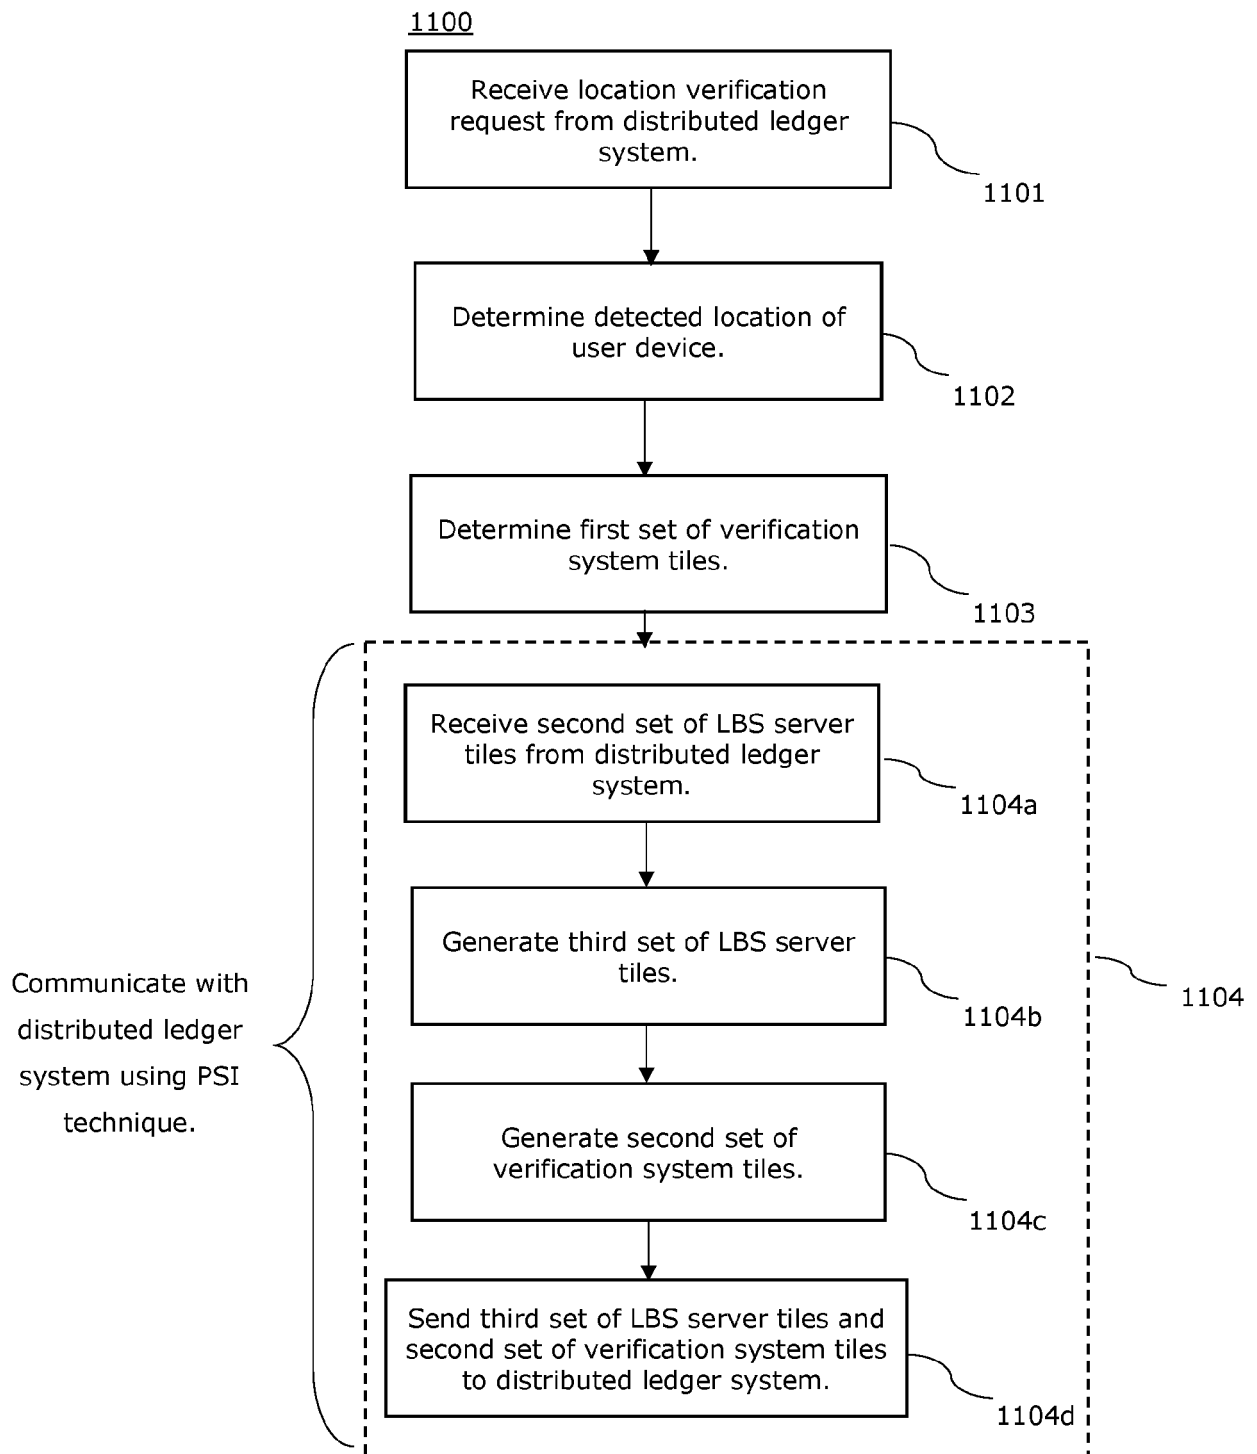 1100
Receive location verification
request from distributed ledger
system.
1101
Determine detected location of
user device.
1102
Determine first set of verification
system tiles.
1103
Receive second set of LBS server
tiles from distributed ledger
system.
1104a
Generate third set of LBS server
tiles.
1104b
Communicate with
distributed ledger
system using PSI
technique.
1104
Generate second set of
verification system tiles.
1104c
Send third set of LBS server tiles and
second set of verification system tiles
to distributed ledger system.
1104d